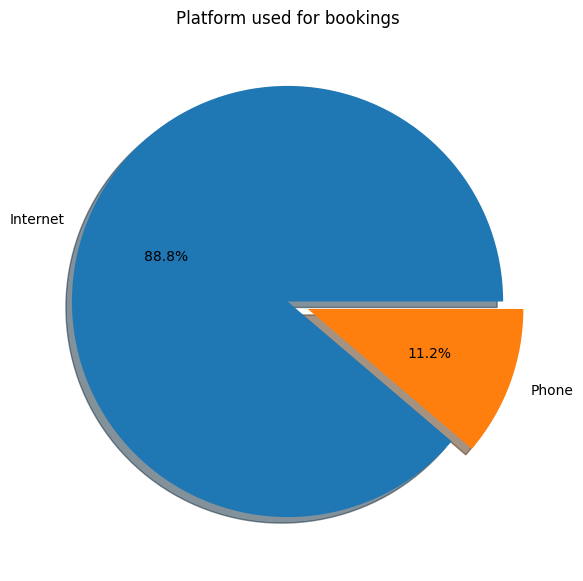 Platform used for bookings
Internet
88.8%
11.2%
Phone